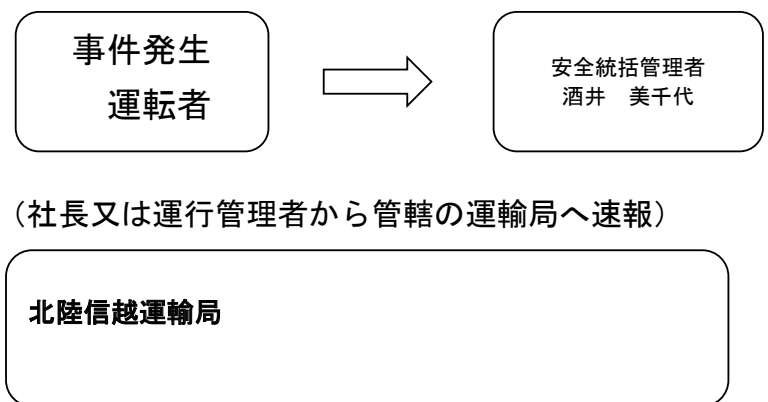 事件発生
運転者
安全統括管理者
酒井　美千代
（社長又は運行管理者から管轄の運輸局へ速報）
北陸信越運輸局